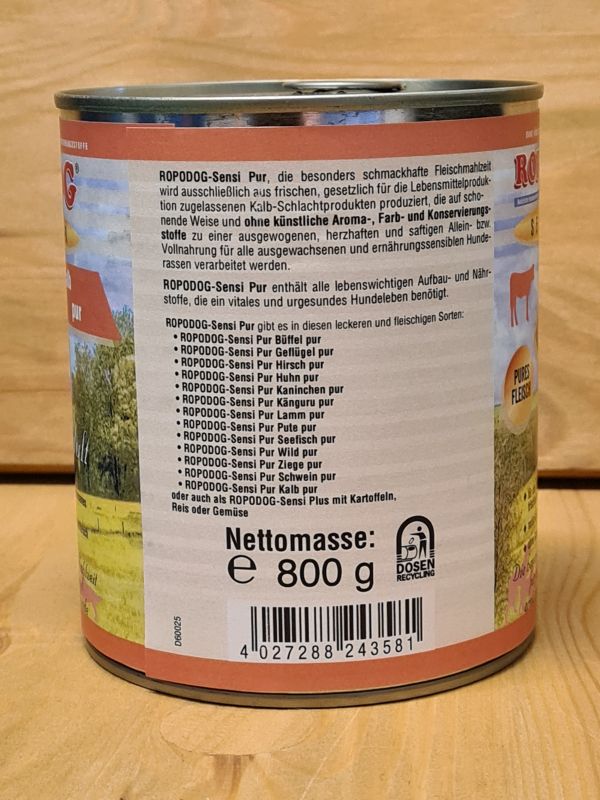 ROPODOG-Sensi Pur, die besonders schmackhafte Fleischmahlzeit
wird ausschließlich aus frischen, gesetzlich für die Lebensmittelproduk-
tion zugelassenen Kalb-Schlachtprodukten produziert, die auf scho-
nende Weise und ohne künstliche Aroma-, Farb- und Konservierungs-
stoffe zu einer ausgewogenen, herzhaften und saftigen Allein- bzw.
Vollnahrung für alle ausgewachsenen und ernährungssensiblen Hunde-
rassen verarbeitet werden.
ROPODOG-Sensi Pur enthält alle lebenswichtigen Aufbau- und Nähr-
stoffe, die ein vitales und urgesundes Hundeleben benötigt.
ROPODOG-Sensi Pur gibt es in diesen leckeren und fleischigen Sorten:
• ROPODOG-Sensi Pur Büffel pur
• ROPODOG-Sensi Pur Geflügel pur
• ROPODOG-Sensi Pur Hirsch pur
• ROPODOG-Sensi Pur Huhn pur
• ROPODOG-Sensi Pur Kaninchen pur
• ROPODOG-Sensi Pur Känguru pur
• ROPODOG-Sensi Pur Lamm pur
• ROPODOG-Sensi Pur Pute pur
• ROPODOG-Sensi Pur Seefisch pur
• ROPODOG-Sensi Pur Wild pur
• ROPODOG-Sensi Pur Ziege pur
• ROPODOG-Sensi Pur Schwein pur
• ROPODOG-Sensi Pur Kalb pur
oder auch als ROPODOG-Sensi Plus mit Kartoffeln,
Reis oder Gemüse
Nettomasse:
℮ 800 g
DOSEN
RECYCLING
D60025
4 027288 243581
G®
pur
PURES
FLEISCH